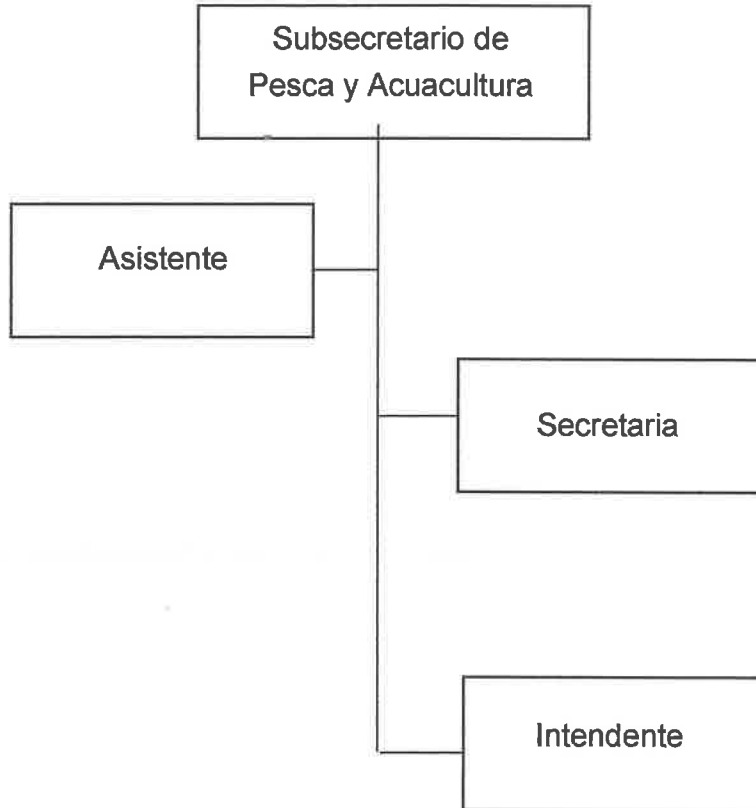 Subsecretario de
Pesca y Acuacultura
Asistente
Secretaria
Intendente